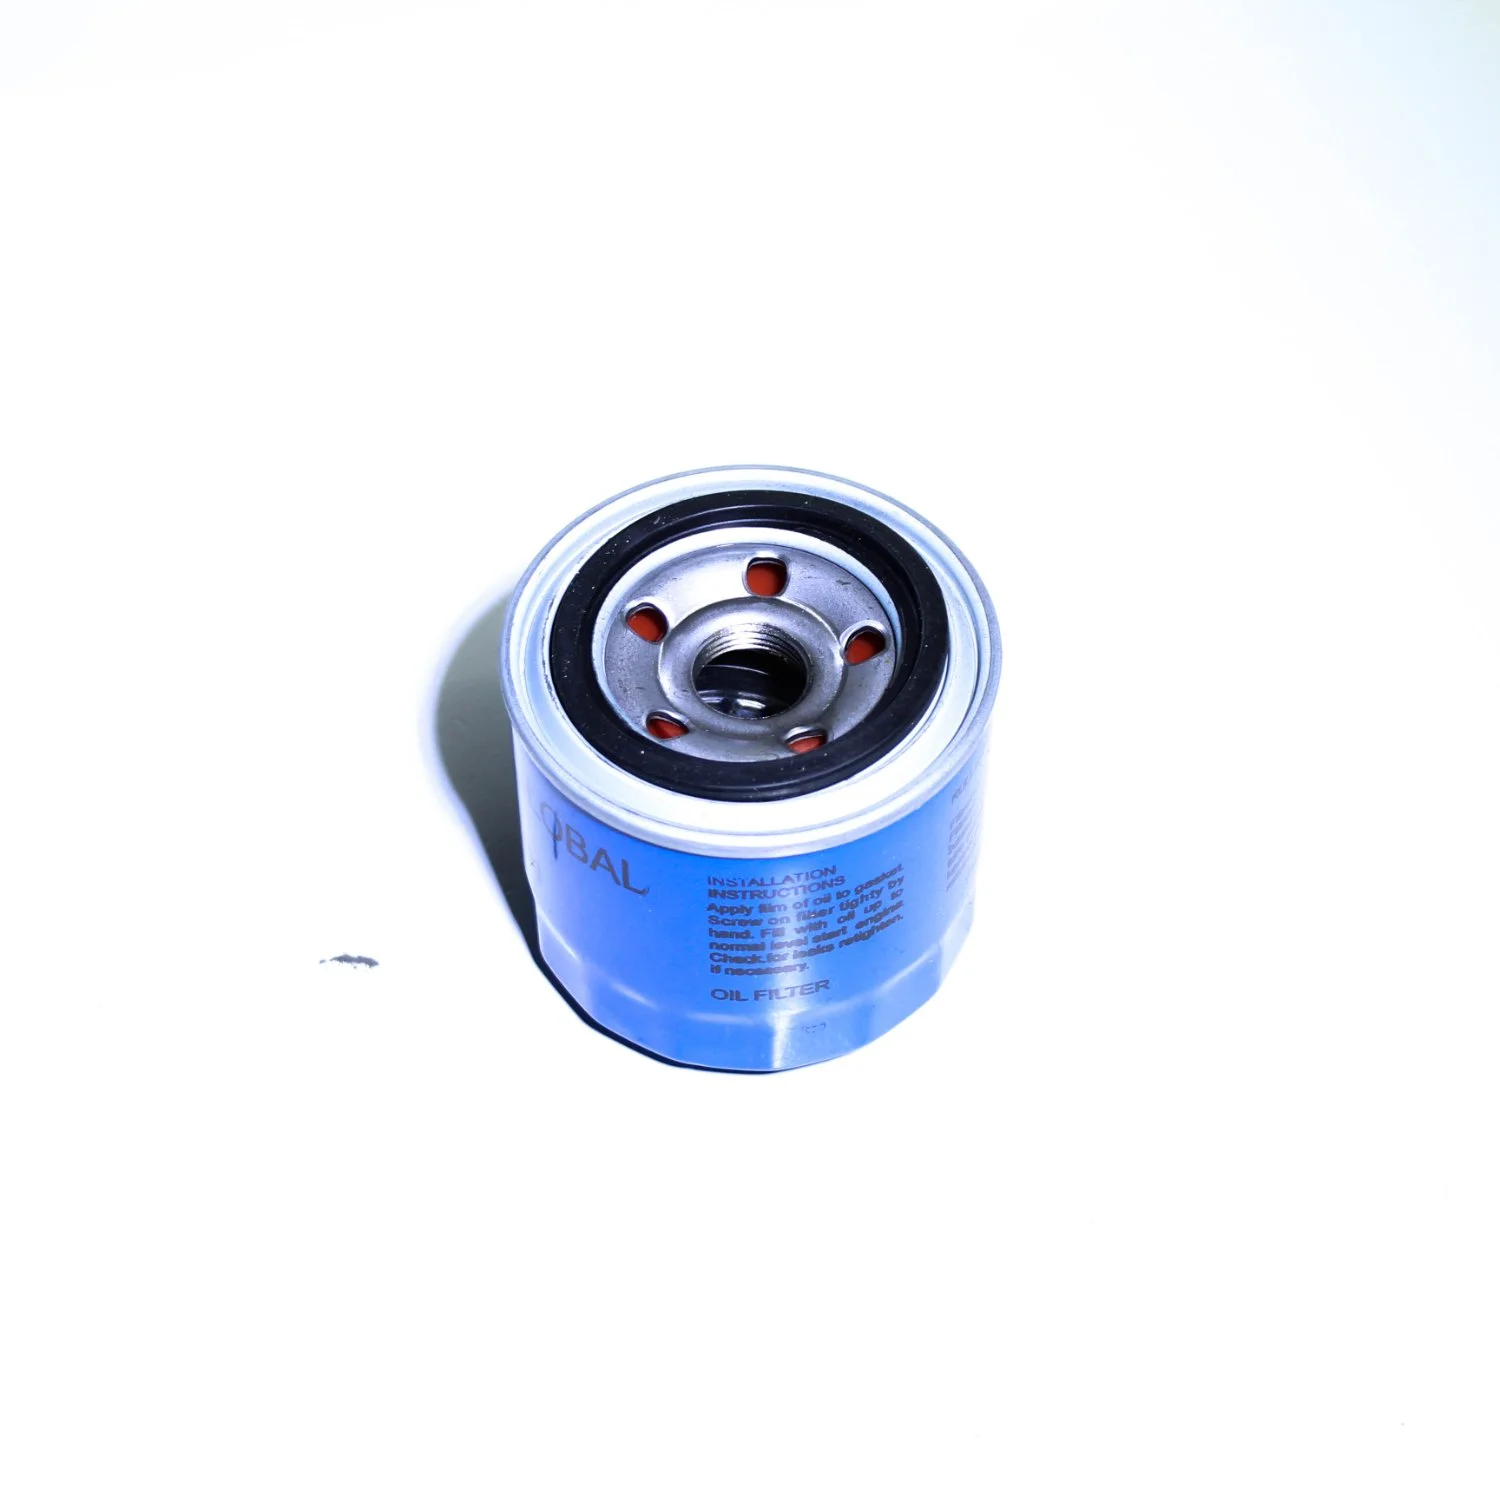 OBAL
INSTALLATION
INSTRUCTIONS
Apply film of oil to gasket.
Screw on filter tighty by
hand. Fill with oil up to
normal level start engine.
Check for leaks retighten.
if necessary.
OIL FILTER